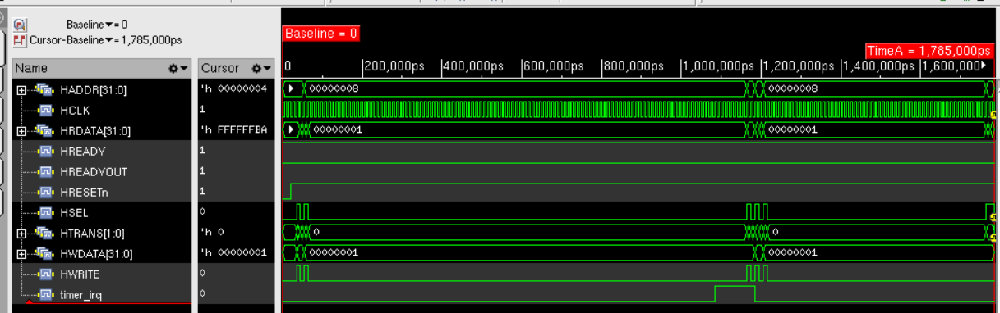 Baseline▼= 0
Cursor-Baseline▼= 1,785,000ps
Baseline = 0
TimeA = 1,785,000ps
Name Cursor 0 |200,000ps |400,000ps |600,000ps |800,000ps |1,000,000ps |1,200,000ps |1,400,000ps |1,600,000
HADDR[31:0] 'h 00000004 00000008 00000008
HCLK 1
HRDATA[31:0] 'h FFFFFFBA 00000001 00000001
HREADY 1
HREADYOUT 1
HRESETn 1
HSEL 0
HTRANS[1:0] 'h 0 0 0
HWDATA[31:0] 'h 00000001 00000001 00000001
HWRITE 0
timer_irq 0